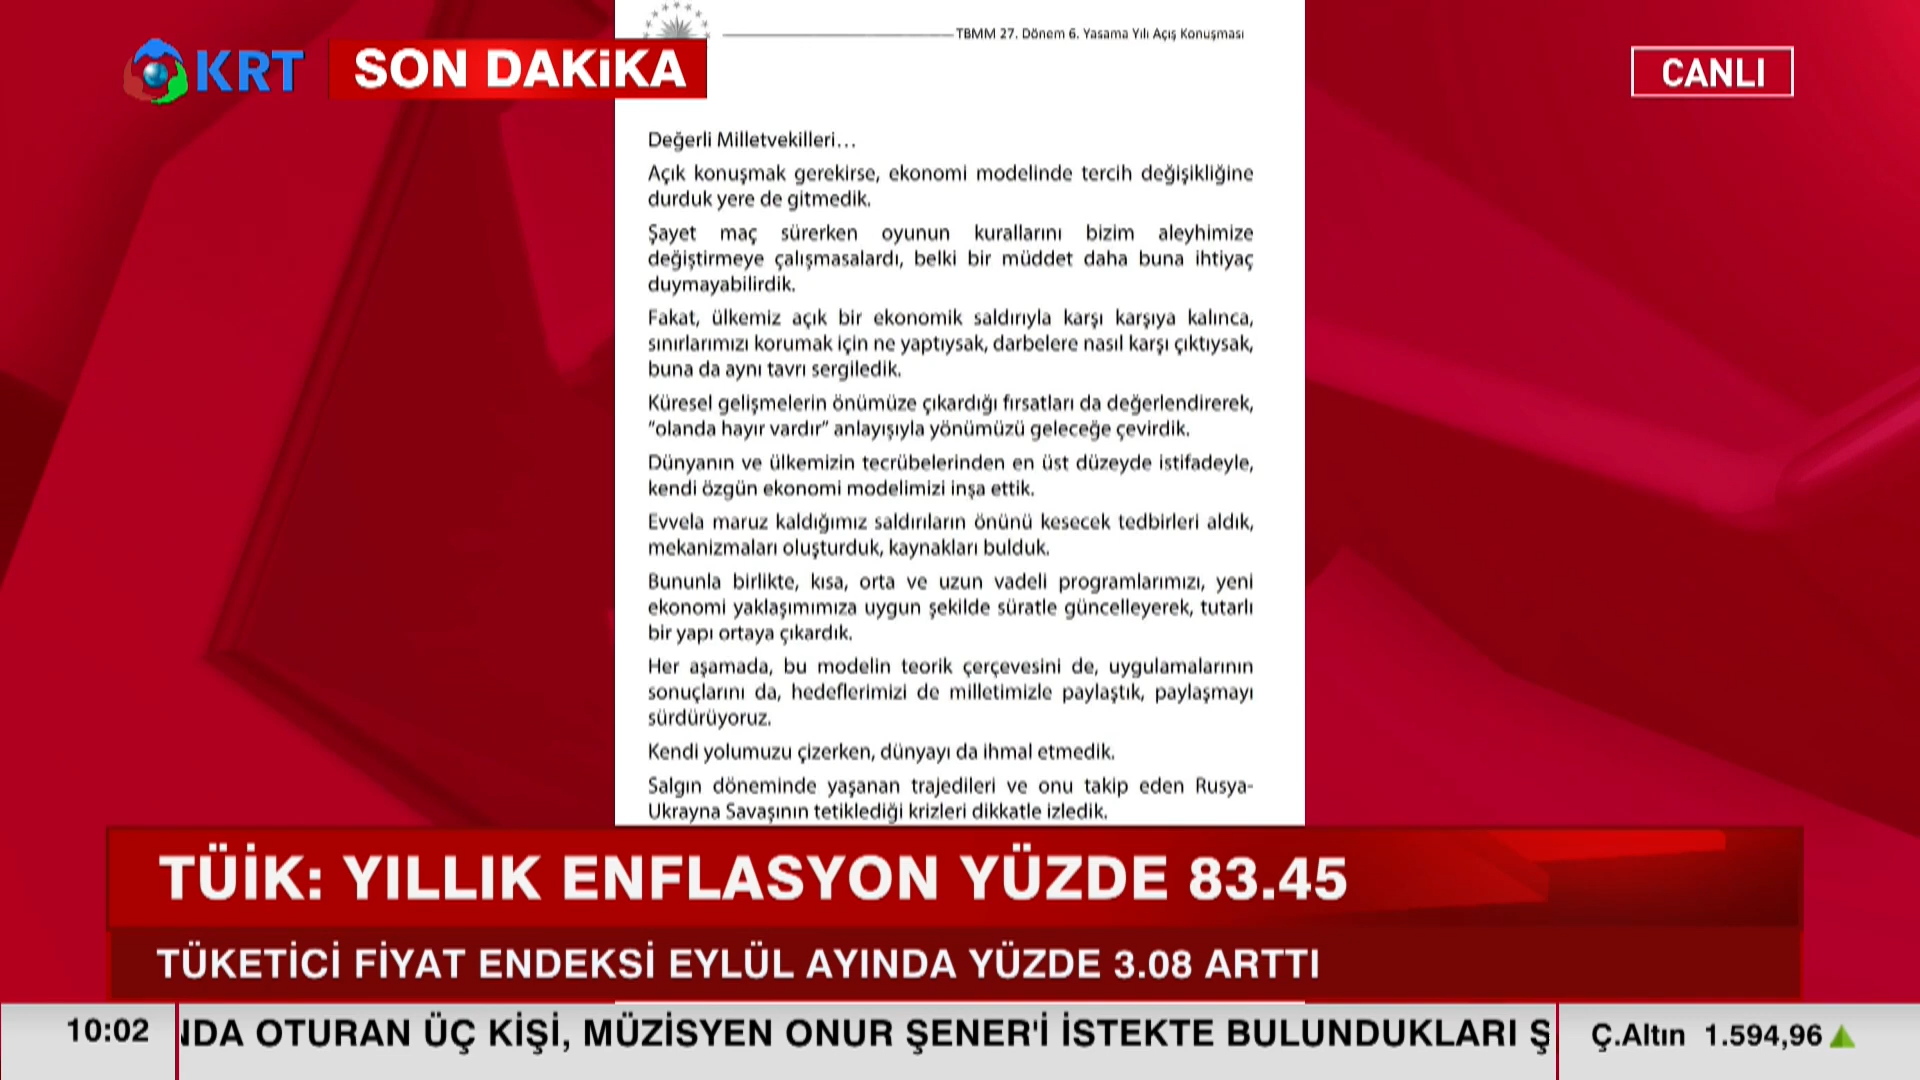 KRT
SON DAKiKA
TBMM 27. Dönem 6. Yasama Yılı Açış Konuşması
CANLI
Değerli Milletvekilleri…
Açık konuşmak gerekirse, ekonomi modelinde tercih değişikliğine
durduk yere de gitmedik.
Şayet maç sürerken oyunun kurallarını bizim aleyhimize
değiştirmeye çalışmasalardı, belki bir müddet daha buna ihtiyaç
duymayabilirdik.
Fakat, ülkemiz açık bir ekonomik saldırıyla karşı karşıya kalınca,
sınırlarımızı korumak için ne yaptıysak, darbelere nasıl karşı çıktıysak,
buna da aynı tavrı sergiledik.
Küresel gelişmelerin önümüze çıkardığı fırsatları da değerlendirerek,
“olanda hayır vardır” anlayışıyla yönümüzü geleceğe çevirdik.
Dünyanın ve ülkemizin tecrübelerinden en üst düzeyde istifadeyle,
kendi özgün ekonomi modelimizi inşa ettik.
Evvela maruz kaldığımız saldırıların önünü kesecek tedbirleri aldık,
mekanizmaları oluşturduk, kaynakları bulduk.
Bununla birlikte, kısa, orta ve uzun vadeli programlarımızı, yeni
ekonomi yaklaşımımıza uygun şekilde süratle güncelleyerek, tutarlı
bir yapı ortaya çıkardık.
Her aşamada, bu modelin teorik çerçevesini de, uygulamalarının
sonuçlarını da, hedeflerimizi de milletimizle paylaştık, paylaşmayı
sürdürüyoruz.
Kendi yolumuzu çizerken, dünyayı da ihmal etmedik.
Salgın döneminde yaşanan trajedileri ve onu takip eden Rusya-
Ukrayna Savaşının tetiklediği krizleri dikkatle izledik.
TÜİK: YILLIK ENFLASYON YÜZDE 83.45
TÜKETİCİ FİYAT ENDEKSİ EYLÜL AYINDA YÜZDE 3.08 ARTTI
10:02
NDA OTURAN ÜÇ KİŞİ, MÜZİSYEN ONUR ŞENER'İ İSTEKTE BULUNDUKLARI Ş
Ç.Altın 1.594,96